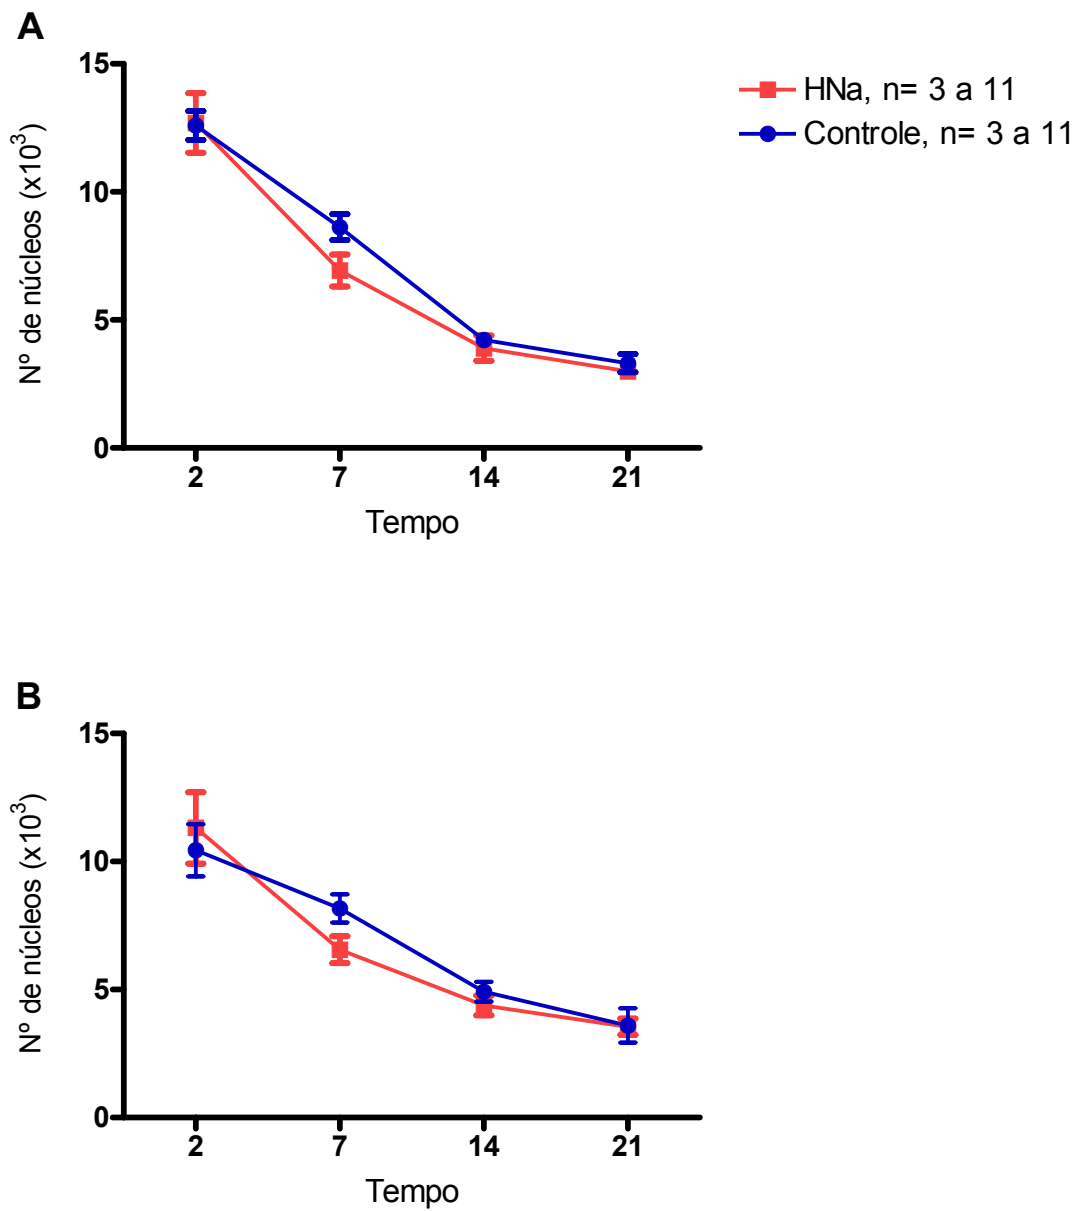 A
15
10
5
0
Nº de núcleos (x10³)
2 7 14 21
Tempo
HNa, n= 3 a 11
Controle, n= 3 a 11
B
15
10
5
0
Nº de núcleos (x10³)
2 7 14 21
Tempo